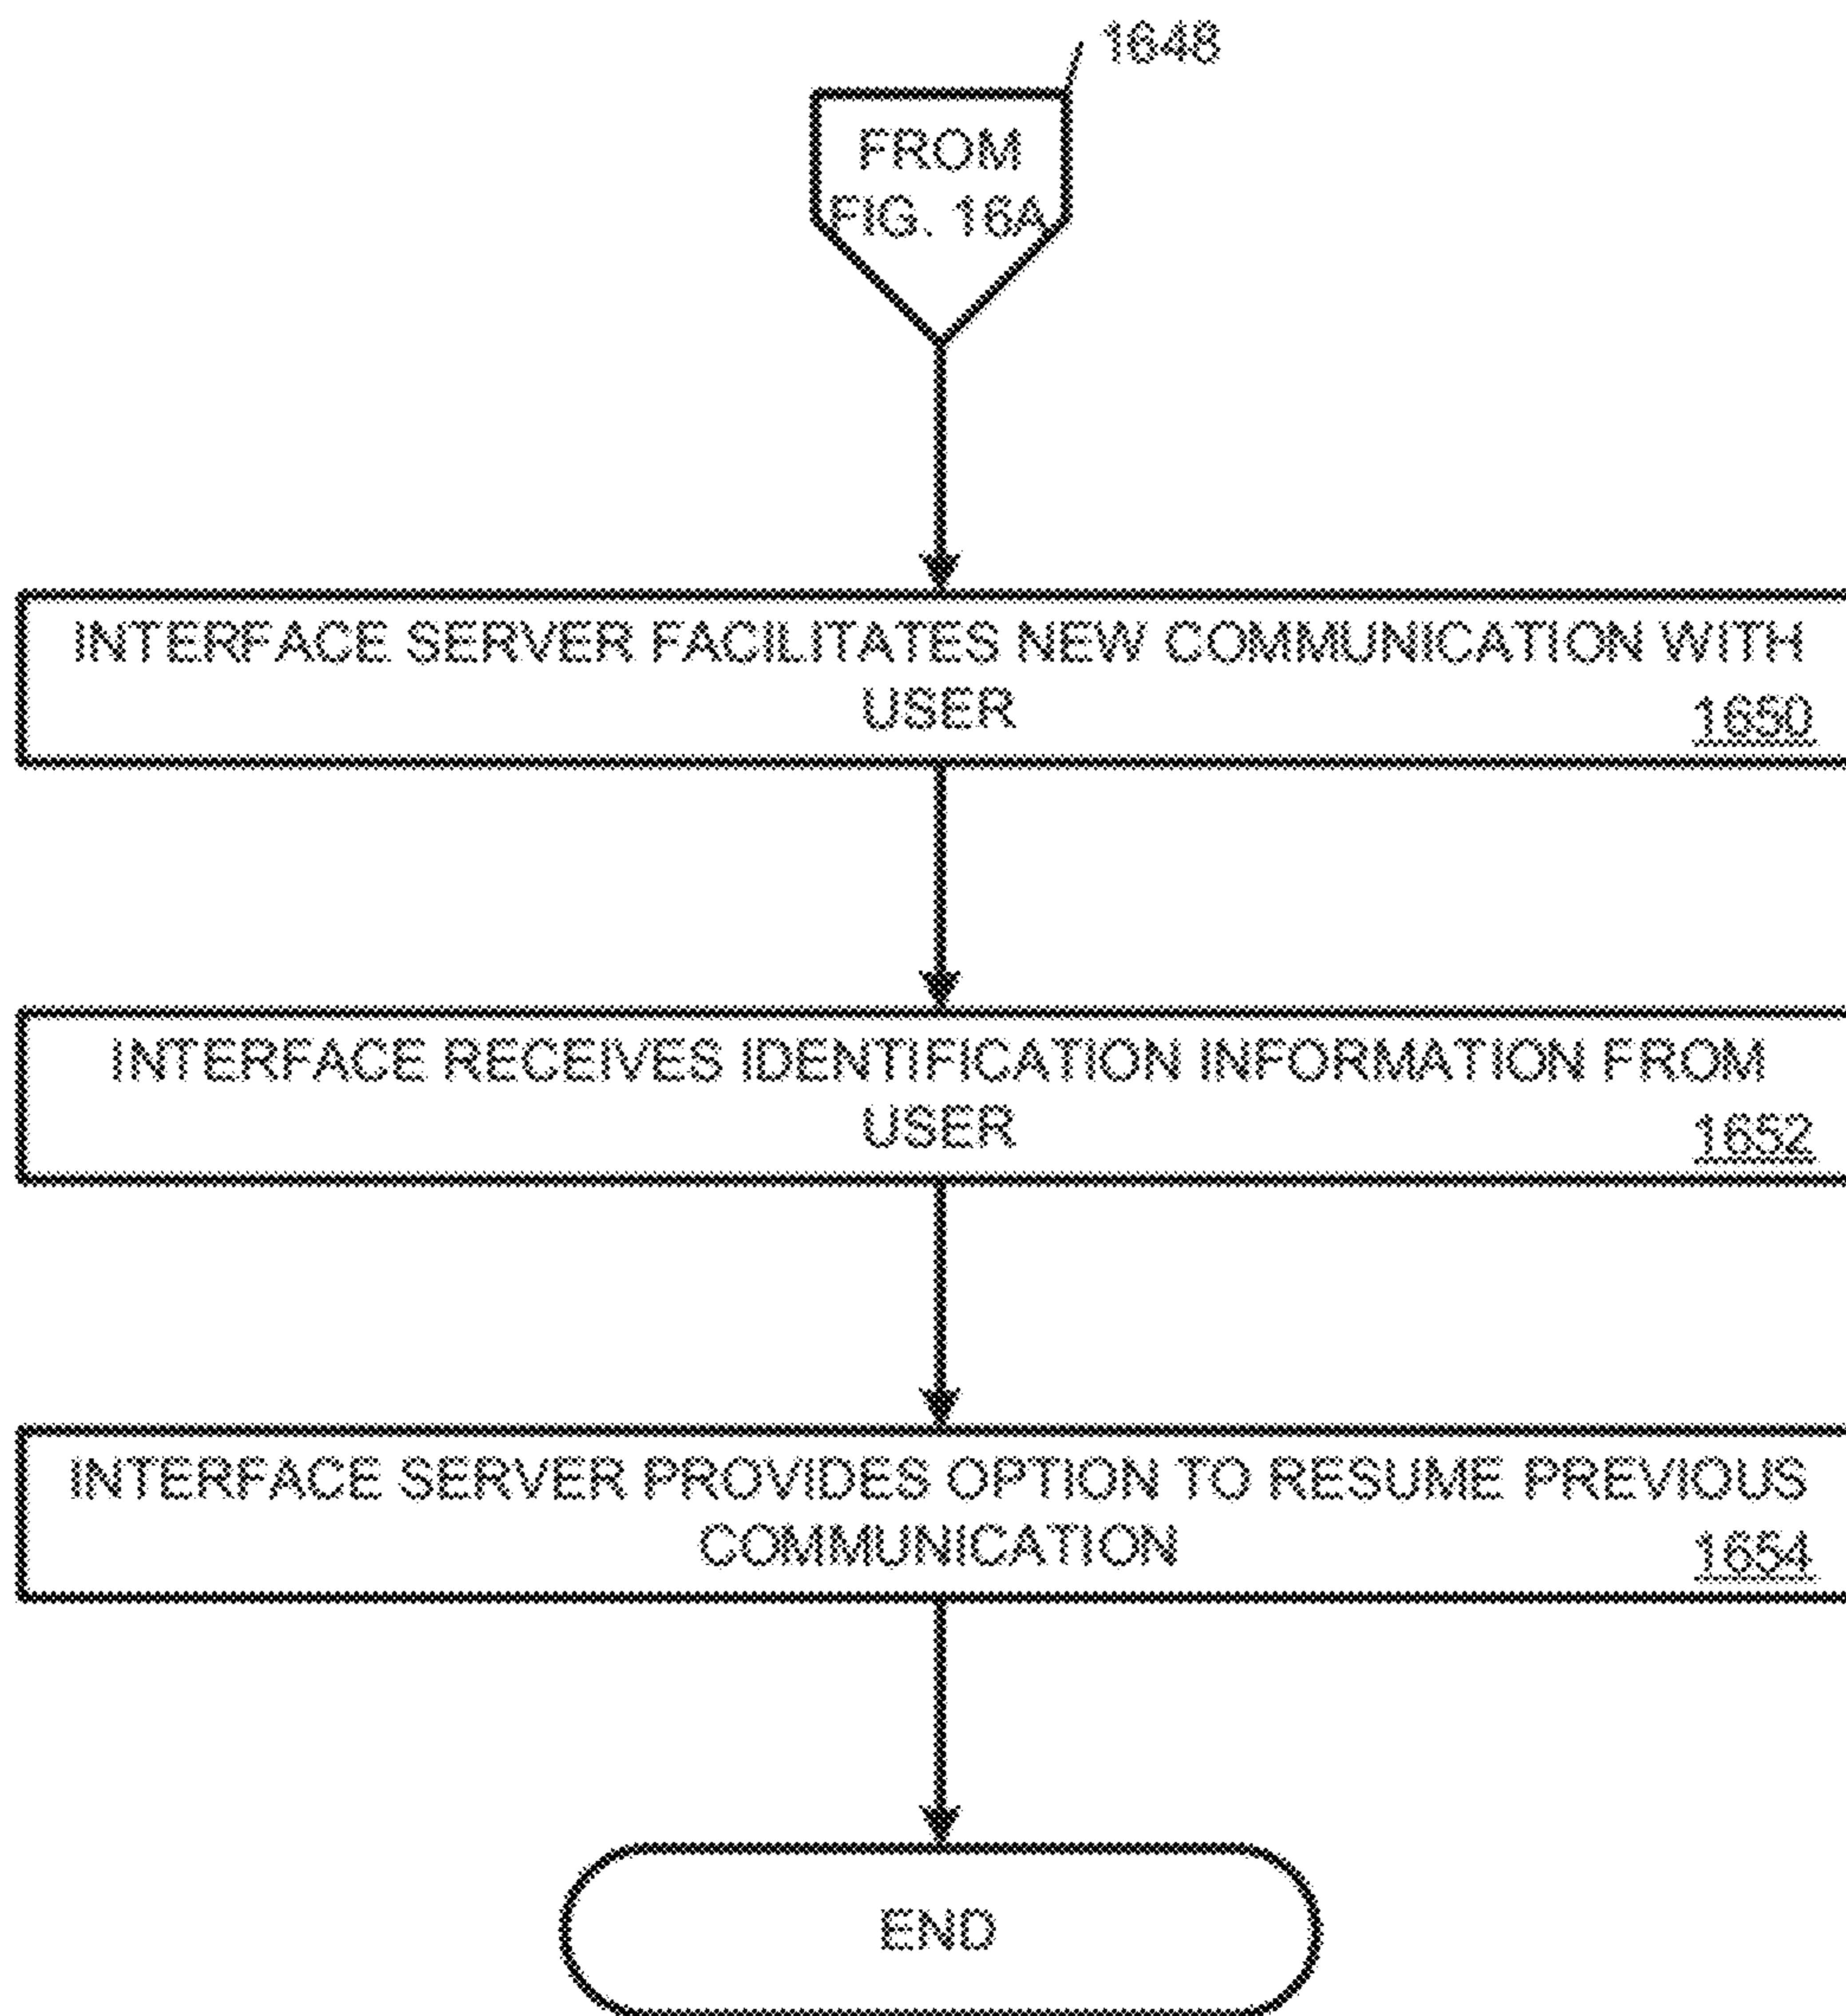 1648
FROM
FIG. 16A
INTERFACE SERVER FACILITATES NEW COMMUNICATION WITH
USER
1650
INTERFACE RECEIVES IDENTIFICATION INFORMATION FROM
USER
1652
INTERFACE SERVER PROVIDES OPTION TO RESUME PREVIOUS
COMMUNICATION
1654
END